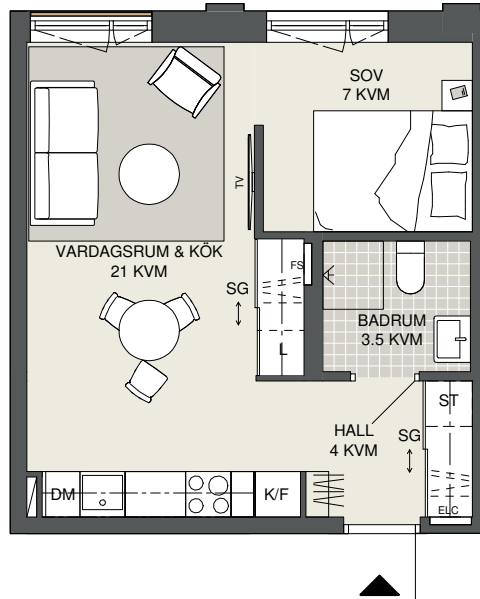 SOV
7 KVM
TV
VARDAGSRUM & KÖK
21 KVM
FS
SG
L
BADRUM
3.5 KVM
HALL
4 KVM
SG
ST
DM
K/F
ELC